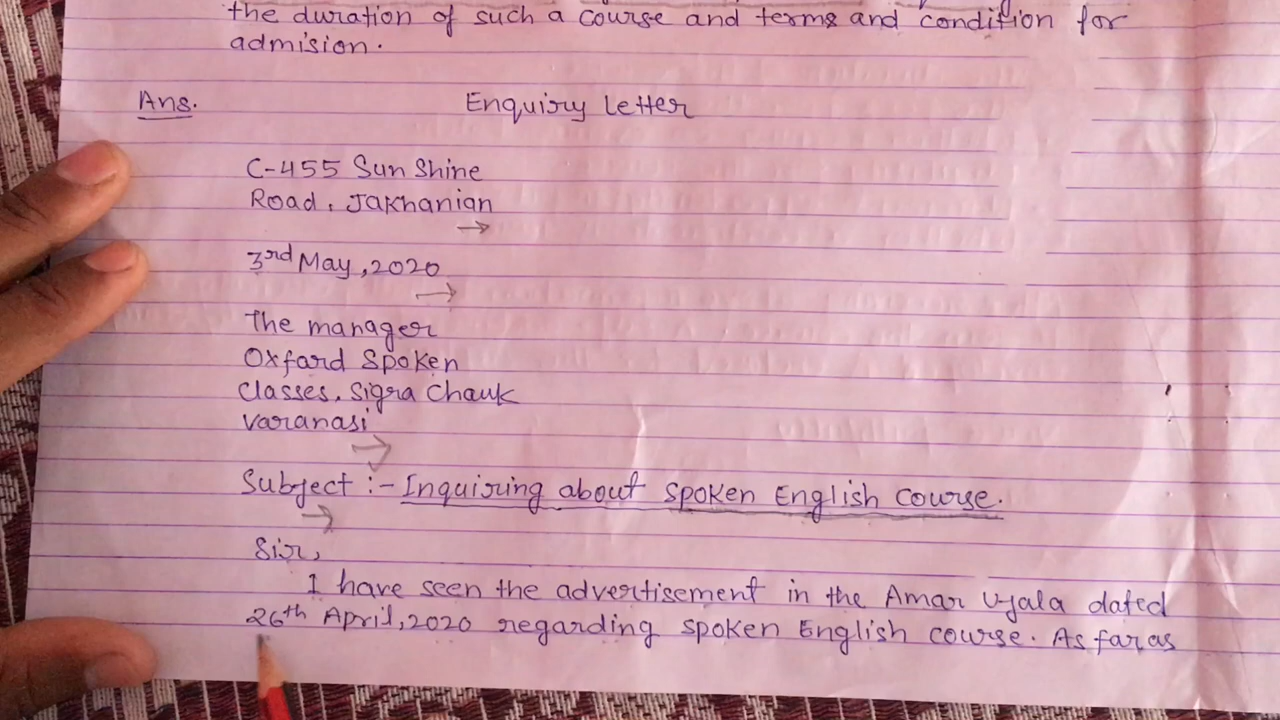 the duration of such a course and terms and condition for
admision.
Ans. Enquiry Letter
C-455 Sun Shine
Road, Jakhanian
3rd May, 2020
The manager
Oxfard Spoken
Classes, Sigra Chauk
Varanasi
Subject :- Inquiring about spoken English course.
Sir,
I have seen the advertisement in the Amar Ujala dated
26th April, 2020 regarding spoken English course. As far as